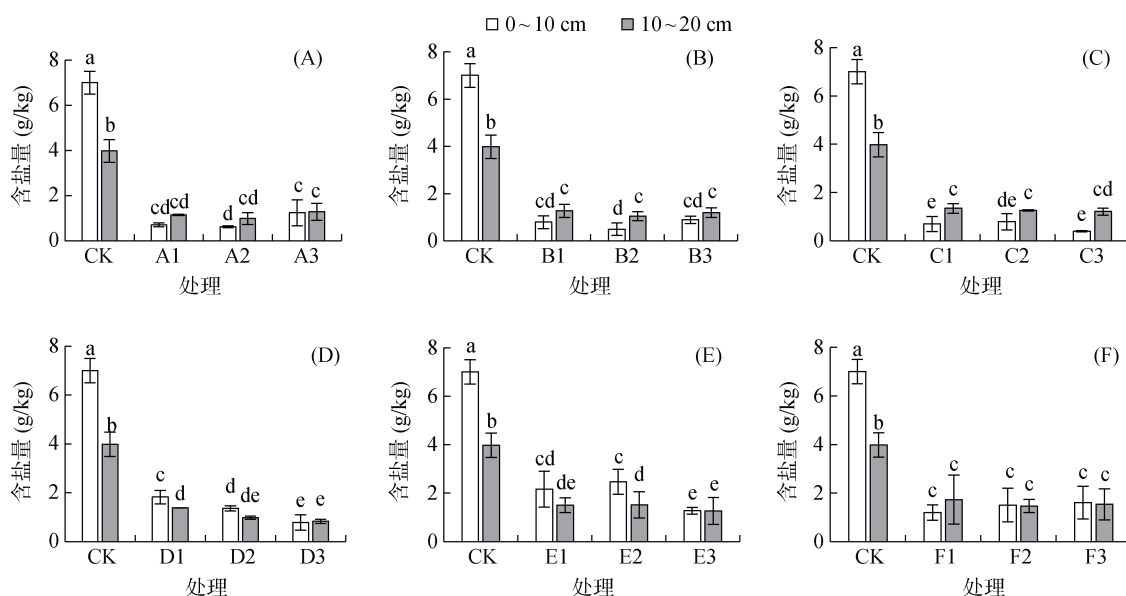 0~10 cm 10~20 cm
(A)
含盐量 (g/kg)
8
6
4
2
0
a
b
cd cd
d
cd
c c
CK A1 A2 A3
处理
(B)
含盐量 (g/kg)
8
6
4
2
0
a
b
cd
c
d
c
cd
c
CK B1 B2 B3
处理
(C)
含盐量 (g/kg)
8
6
4
2
0
a
b
e
c
de
c
e
cd
CK C1 C2 C3
处理
(D)
含盐量 (g/kg)
8
6
4
2
0
a
b
c
d
d
de
e e
CK D1 D2 D3
处理
(E)
含盐量 (g/kg)
8
6
4
2
0
a
b
cd
de
c
d
e e
CK E1 E2 E3
处理
(F)
含盐量 (g/kg)
8
6
4
2
0
a
b
c
c
c c
c c
CK F1 F2 F3
处理